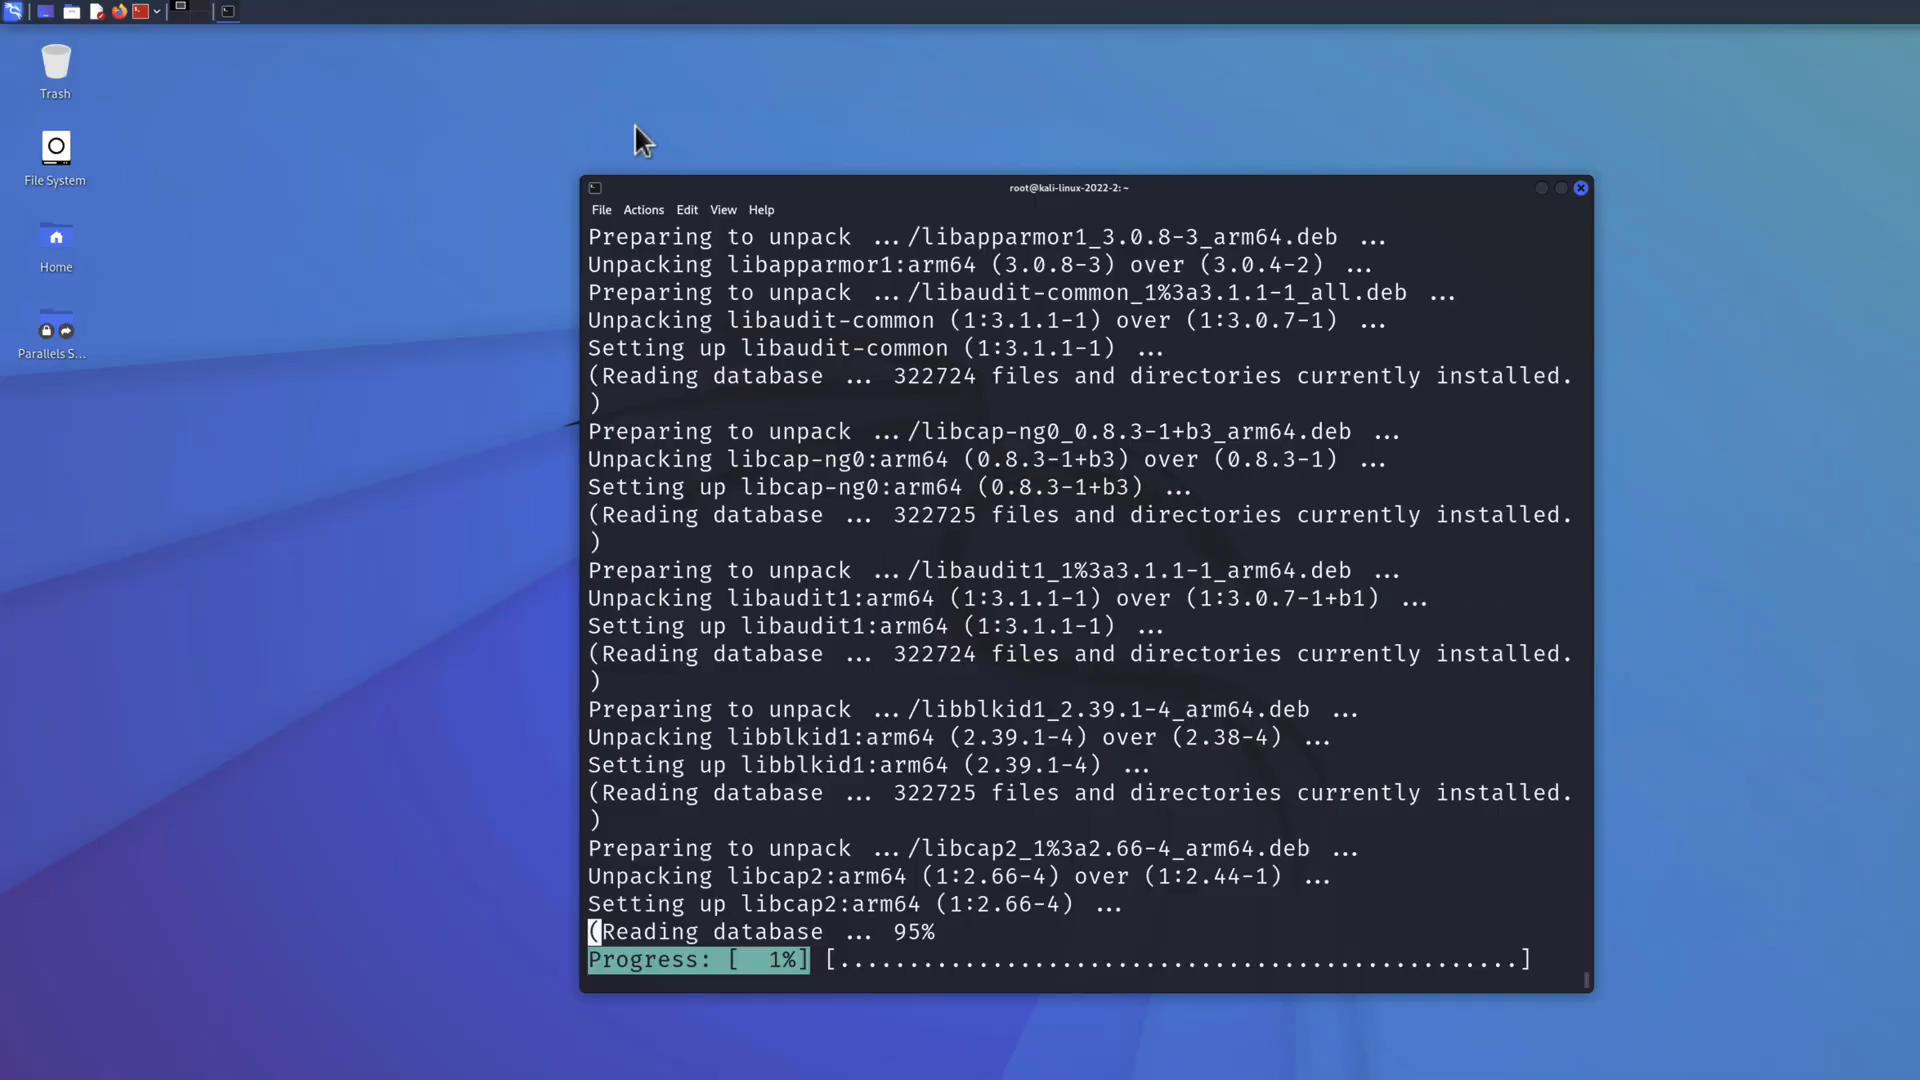 Trash
File System
Home
Parallels S...
root@kali-linux-2022-2: ~
File Actions Edit View Help
Preparing to unpack .../libapparmor1_3.0.8-3_arm64.deb ...
Unpacking libapparmor1:arm64 (3.0.8-3) over (3.0.4-2) ...
Preparing to unpack .../libaudit-common_1%3a3.1.1-1_all.deb ...
Unpacking libaudit-common (1:3.1.1-1) over (1:3.0.7-1) ...
Setting up libaudit-common (1:3.1.1-1) ...
(Reading database ... 322724 files and directories currently installed.
)
Preparing to unpack .../libcap-ng0_0.8.3-1+b3_arm64.deb ...
Unpacking libcap-ng0:arm64 (0.8.3-1+b3) over (0.8.3-1) ...
Setting up libcap-ng0:arm64 (0.8.3-1+b3) ...
(Reading database ... 322725 files and directories currently installed.
)
Preparing to unpack .../libaudit1_1%3a3.1.1-1_arm64.deb ...
Unpacking libaudit1:arm64 (1:3.1.1-1) over (1:3.0.7-1+b1) ...
Setting up libaudit1:arm64 (1:3.1.1-1) ...
(Reading database ... 322724 files and directories currently installed.
)
Preparing to unpack .../libblkid1_2.39.1-4_arm64.deb ...
Unpacking libblkid1:arm64 (2.39.1-4) over (2.38-4) ...
Setting up libblkid1:arm64 (2.39.1-4) ...
(Reading database ... 322725 files and directories currently installed.
)
Preparing to unpack .../libcap2_1%3a2.66-4_arm64.deb ...
Unpacking libcap2:arm64 (1:2.66-4) over (1:2.44-1) ...
Setting up libcap2:arm64 (1:2.66-4) ...
(Reading database ... 95%
Progress: [  1%] [.................................................]